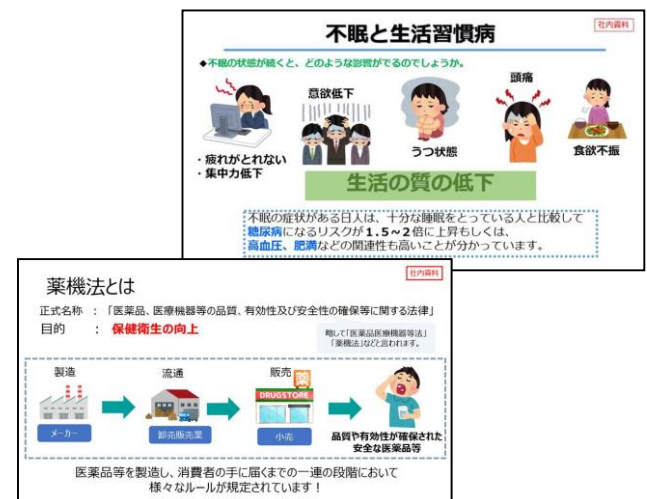 不眠と生活習慣病
社内資料
◆不眠の状態が続くと、どのような影響がでるのでしょうか。
意欲低下
頭痛
・疲れがとれない
・集中力低下
うつ状態
食欲不振
生活の質の低下
不眠の症状がある日人は、十分な睡眠をとっている人と比較して
糖尿病になるリスクが1.5~2倍に上昇もしくは、
高血圧、肥満などの関連性も高いことが分かっています。
薬機法とは
社内資料
正式名称 : 「医薬品、医療機器等の品質、有効性及び安全性の確保等に関する法律」
目的 : 保健衛生の向上
略して「医薬品医療機器等法」
「薬機法」などと言われます。
製造
流通
販売
薬
DRUGSTORE
メーカー
卸売販売業
小売
品質や有効性が確保された
安全な医薬品等
医薬品等を製造し、消費者の手に届くまでの一連の段階において
様々なルールが規定されています!